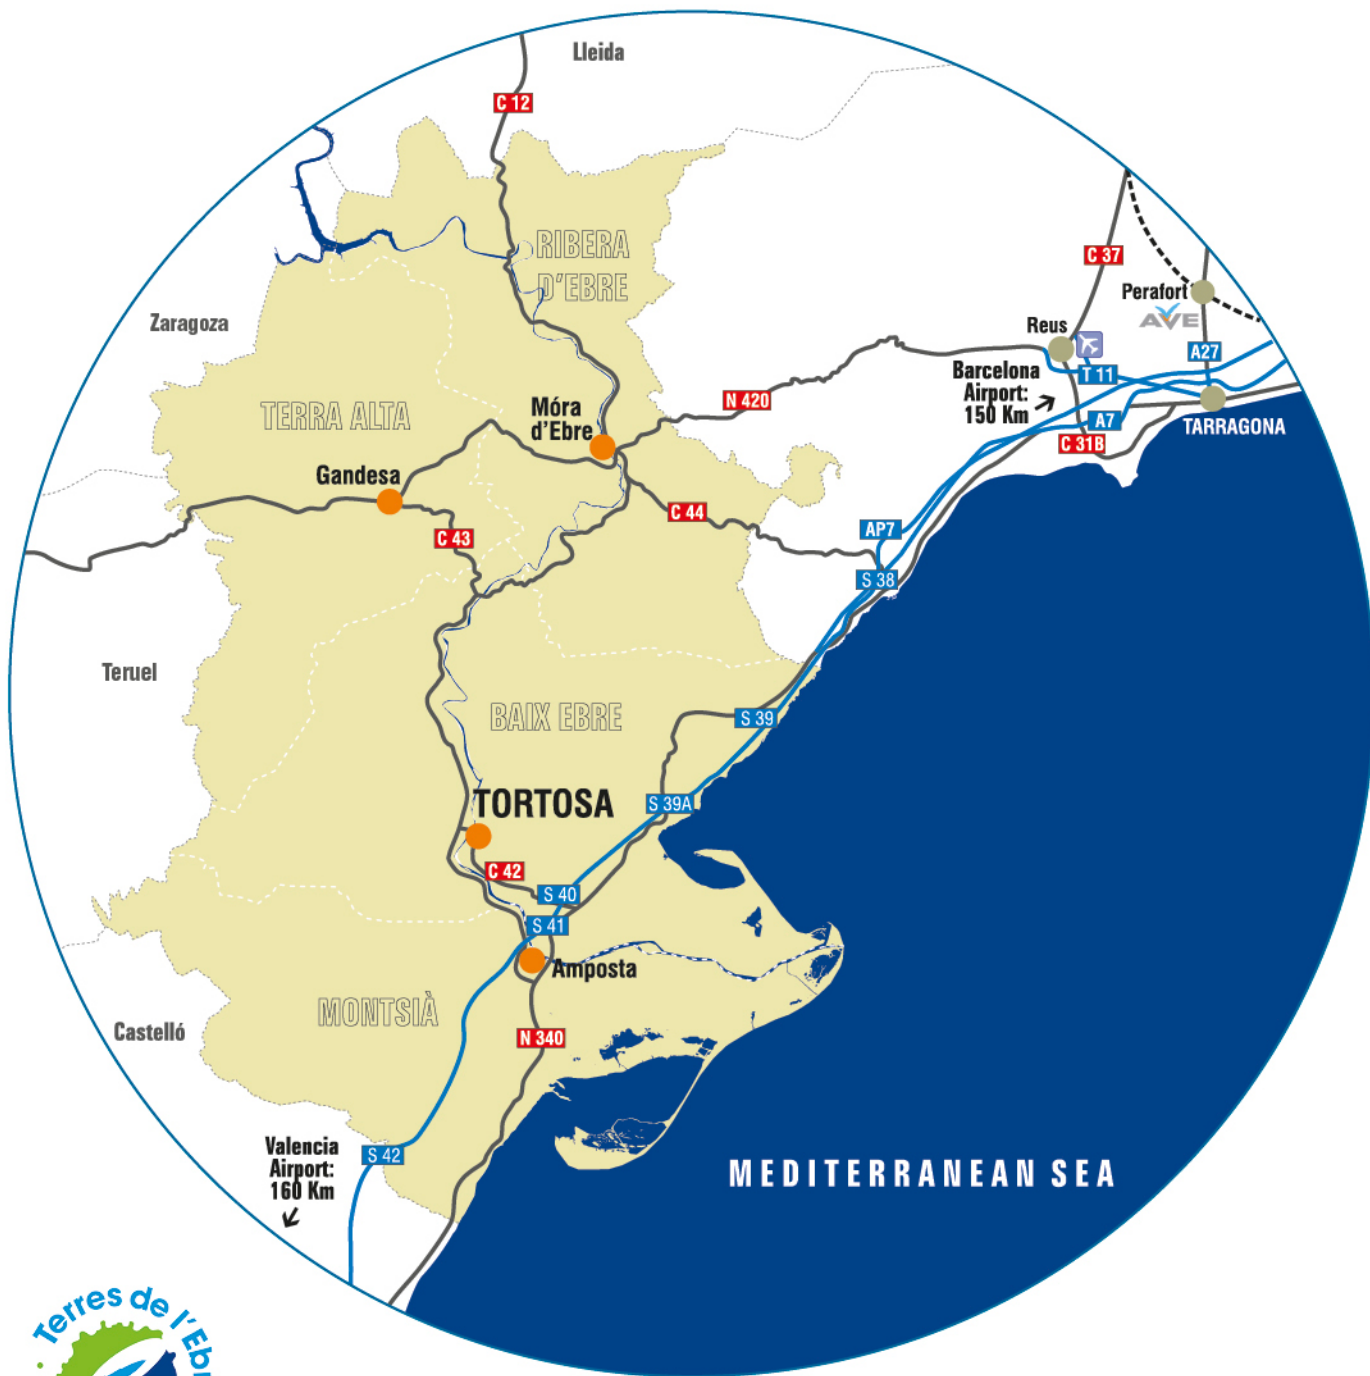 Lleida
C 12
RIBERA
D'EBRE
C 37
Perafort
AVE
Zaragoza
Reus
A27
Barcelona
Airport:
150 Km
T 11
N 420
TERRA ALTA
Móra
d'Ebre
A7
TARRAGONA
C 31B
Gandesa
C 44
C 43
AP7
S 38
Teruel
BAIX EBRE
S 39
TORTOSA
S 39A
C 42
S 40
S 41
Amposta
MONTSIÀ
Castelló
N 340
Valencia
Airport:
160 Km
S 42
MEDITERRANEAN SEA
Terres de l'Eb